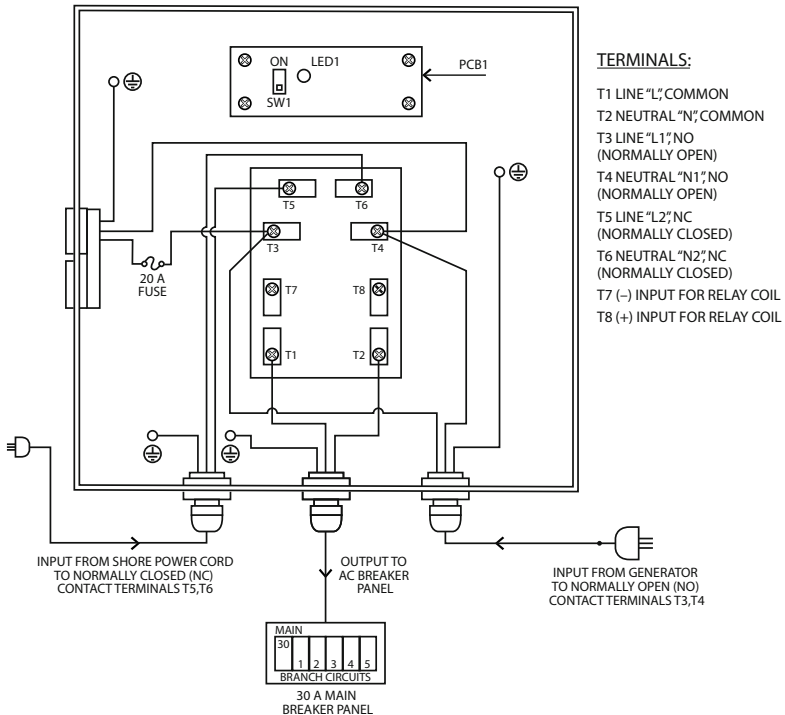 ON
LED1
SW1
PCB1
TERMINALS:
T1 LINE "L", COMMON
T2 NEUTRAL "N", COMMON
T3 LINE "L1", NO
(NORMALLY OPEN)
T4 NEUTRAL "N1", NO
(NORMALLY OPEN)
T5 LINE "L2", NC
(NORMALLY CLOSED)
T6 NEUTRAL "N2", NC
(NORMALLY CLOSED)
T7 (–) INPUT FOR RELAY COIL
T8 (+) INPUT FOR RELAY COIL
T5
T6
T3
T4
20 A
FUSE
T7
T8
T1
T2
INPUT FROM SHORE POWER CORD
TO NORMALLY CLOSED (NC)
CONTACT TERMINALS T5,T6
OUTPUT TO
AC BREAKER
PANEL
INPUT FROM GENERATOR
TO NORMALLY OPEN (NO)
CONTACT TERMINALS T3,T4
MAIN
30
1 2 3 4 5
BRANCH CIRCUITS
30 A MAIN
BREAKER PANEL